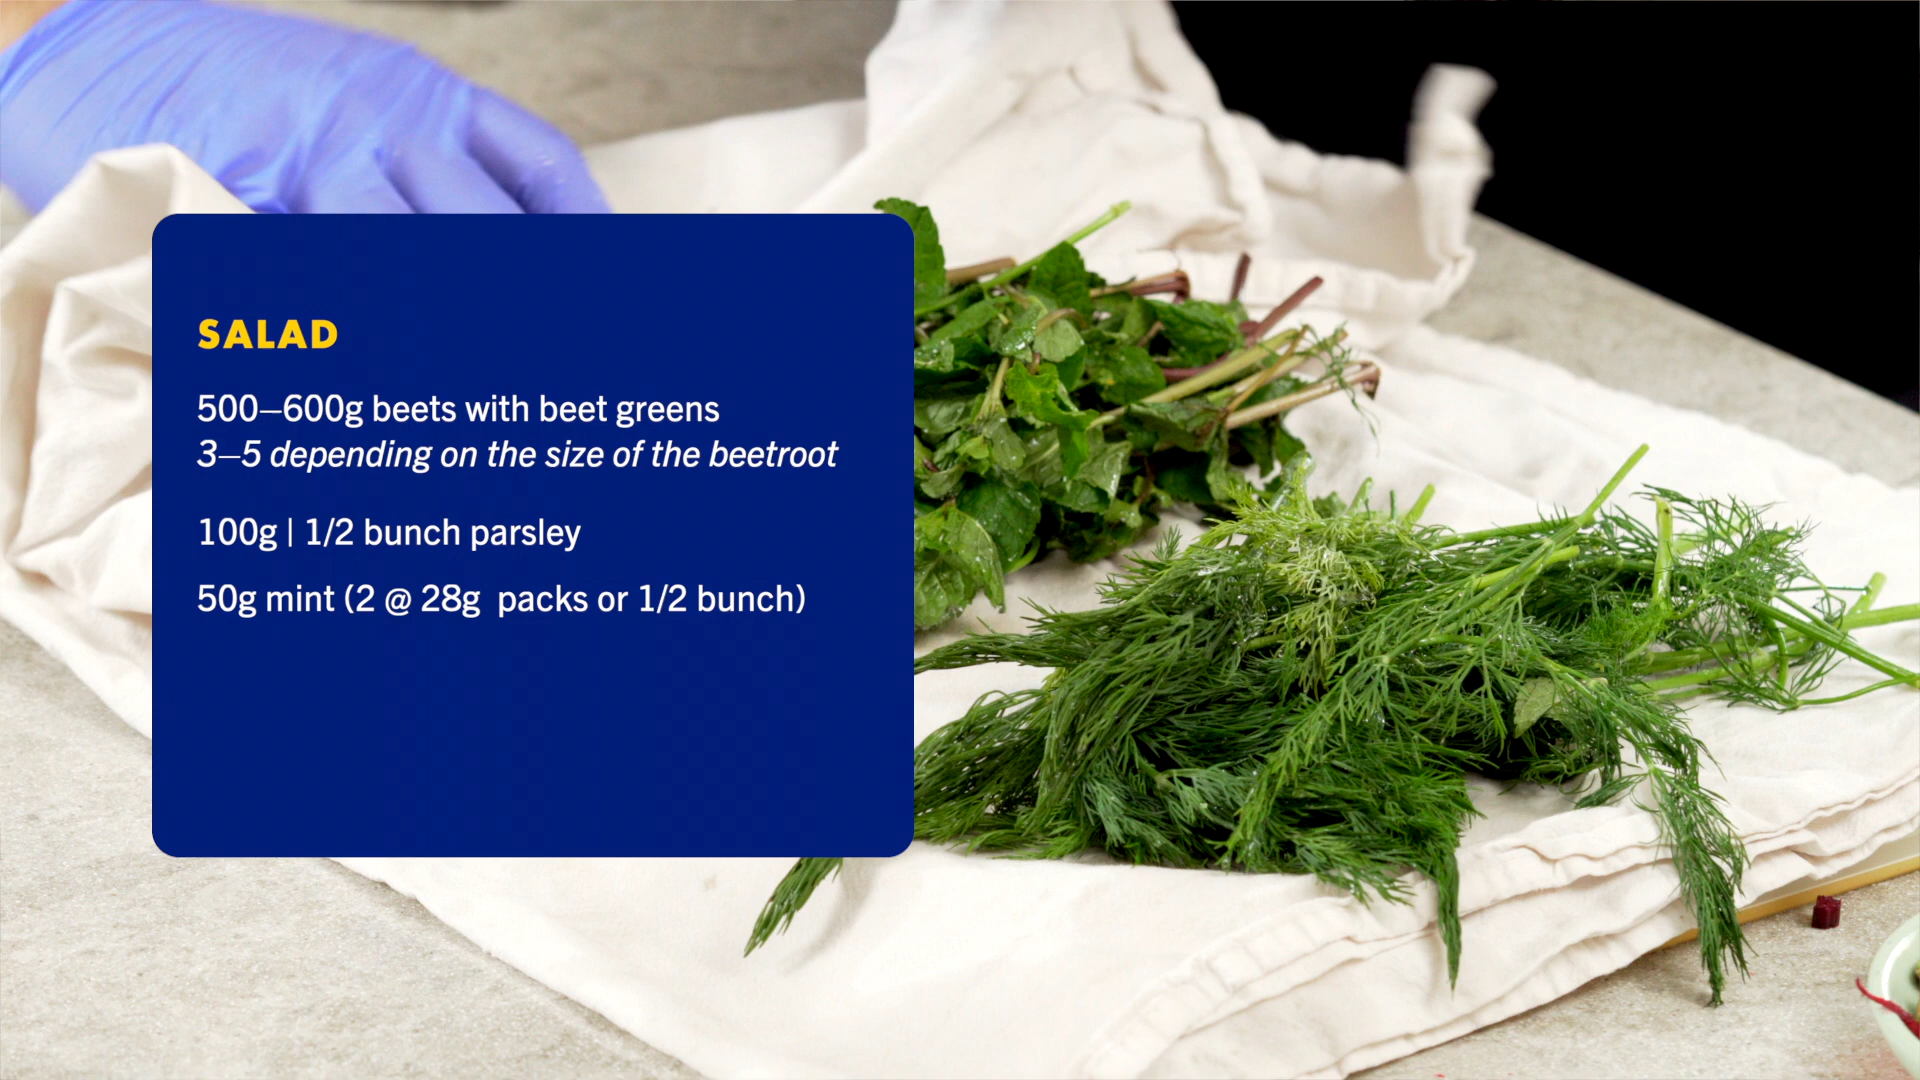 SALAD
500–600g beets with beet greens
3–5 depending on the size of the beetroot
100g | 1/2 bunch parsley
50g mint (2 @ 28g  packs or 1/2 bunch)